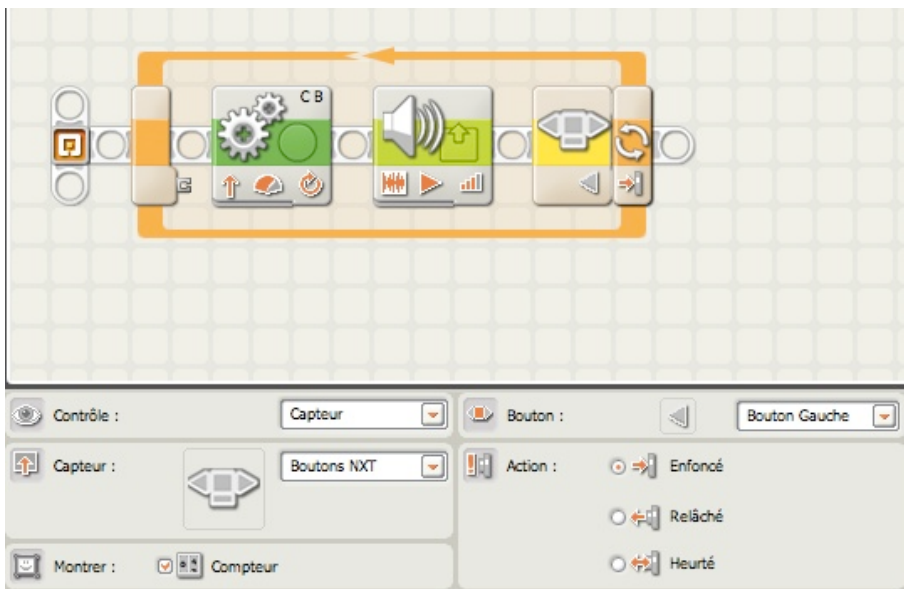 C B
Contrôle :
Capteur
Bouton :
Bouton Gauche
Capteur :
Boutons NXT
Action :
Enfoncé
Relâché
Montrer :
Compteur
Heurté